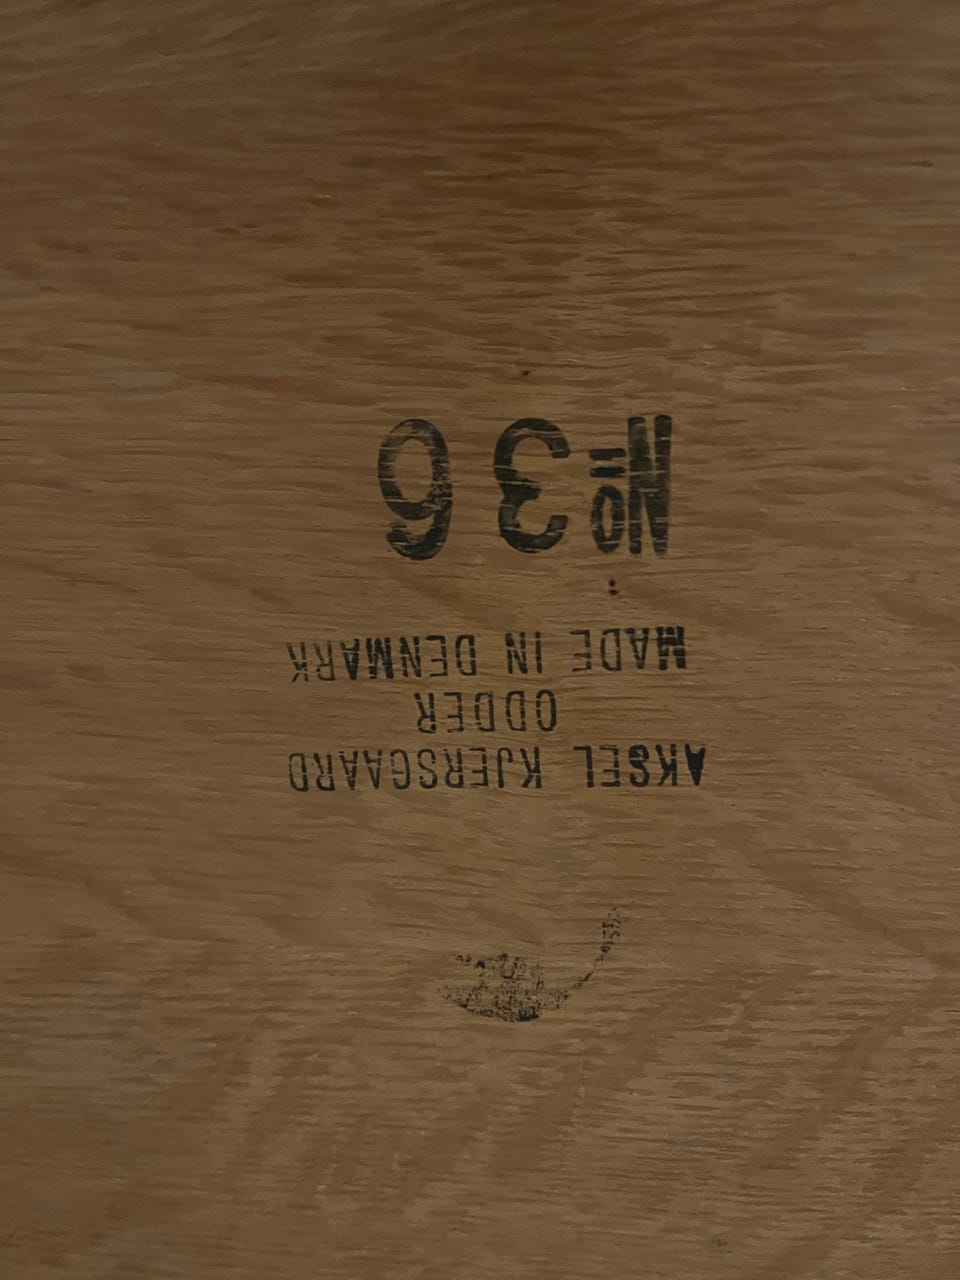 AKSEL KJERSGAARD
ODDER
MADE IN DENMARK
Nº 36